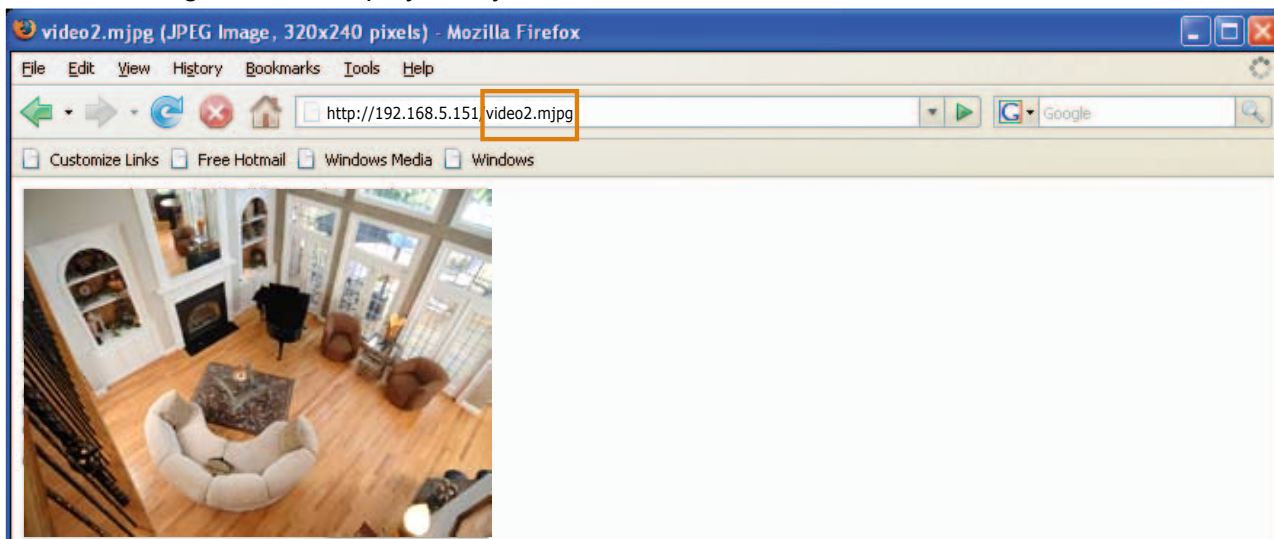 video2.mjpg (JPEG Image, 320x240 pixels) - Mozilla Firefox
File Edit View History Bookmarks Tools Help
http://192.168.5.151/video2.mjpg
G Google
Customize Links Free Hotmail Windows Media Windows